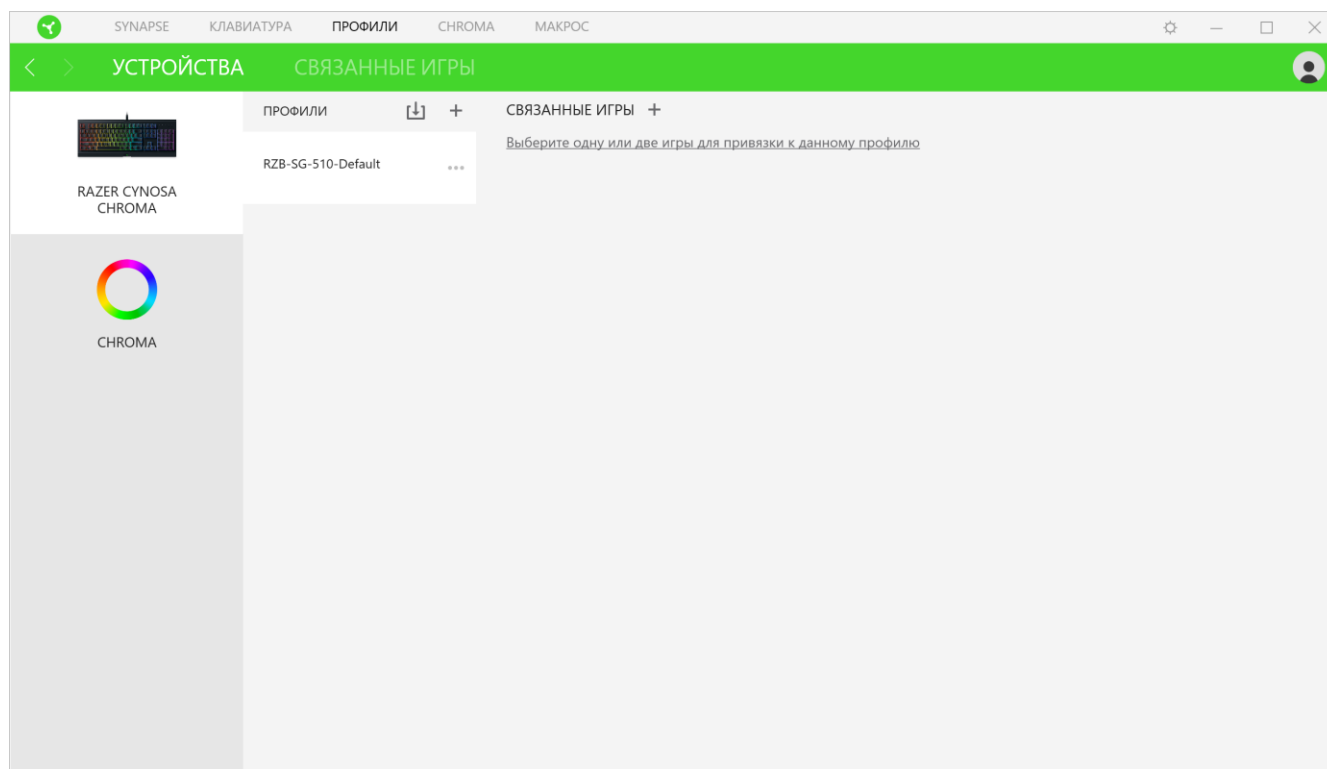 SYNAPSE КЛАВИАТУРА ПРОФИЛИ CHROMA МАКРОС
УСТРОЙСТВА СВЯЗАННЫЕ ИГРЫ
RAZER CYNOSA
CHROMA
CHROMA
ПРОФИЛИ
RZB-SG-510-Default
СВЯЗАННЫЕ ИГРЫ
Выберите одну или две игры для привязки к данному профилю